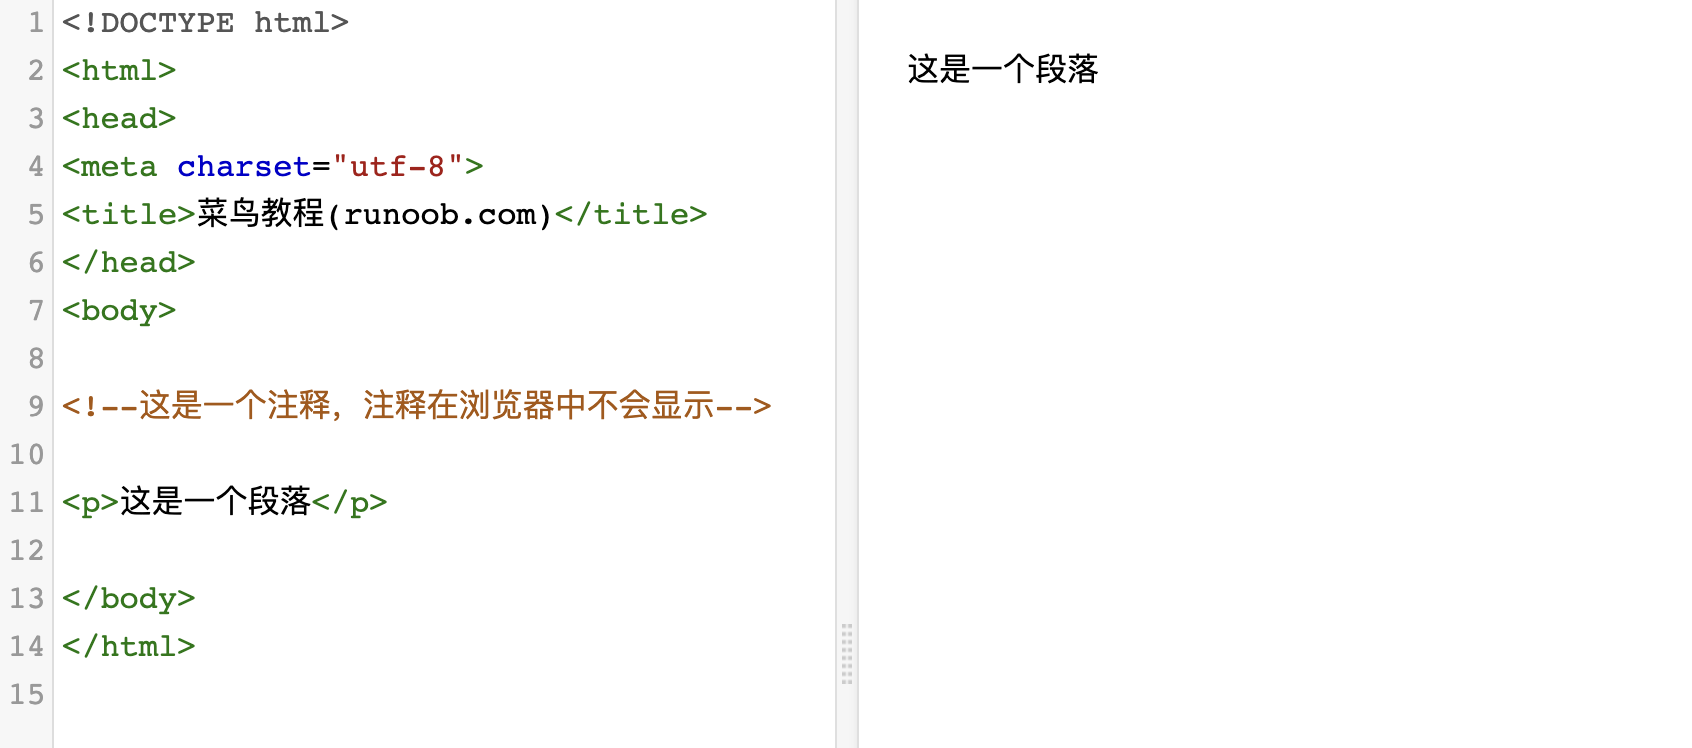 1 <!DOCTYPE html>
2 <html>
3 <head>
4 <meta charset="utf-8">
5 <title>菜鸟教程(runoob.com)</title>
6 </head>
7 <body>
8
9 <!--这是一个注释，注释在浏览器中不会显示-->
10
11 <p>这是一个段落</p>
12
13 </body>
14 </html>
15
这是一个段落